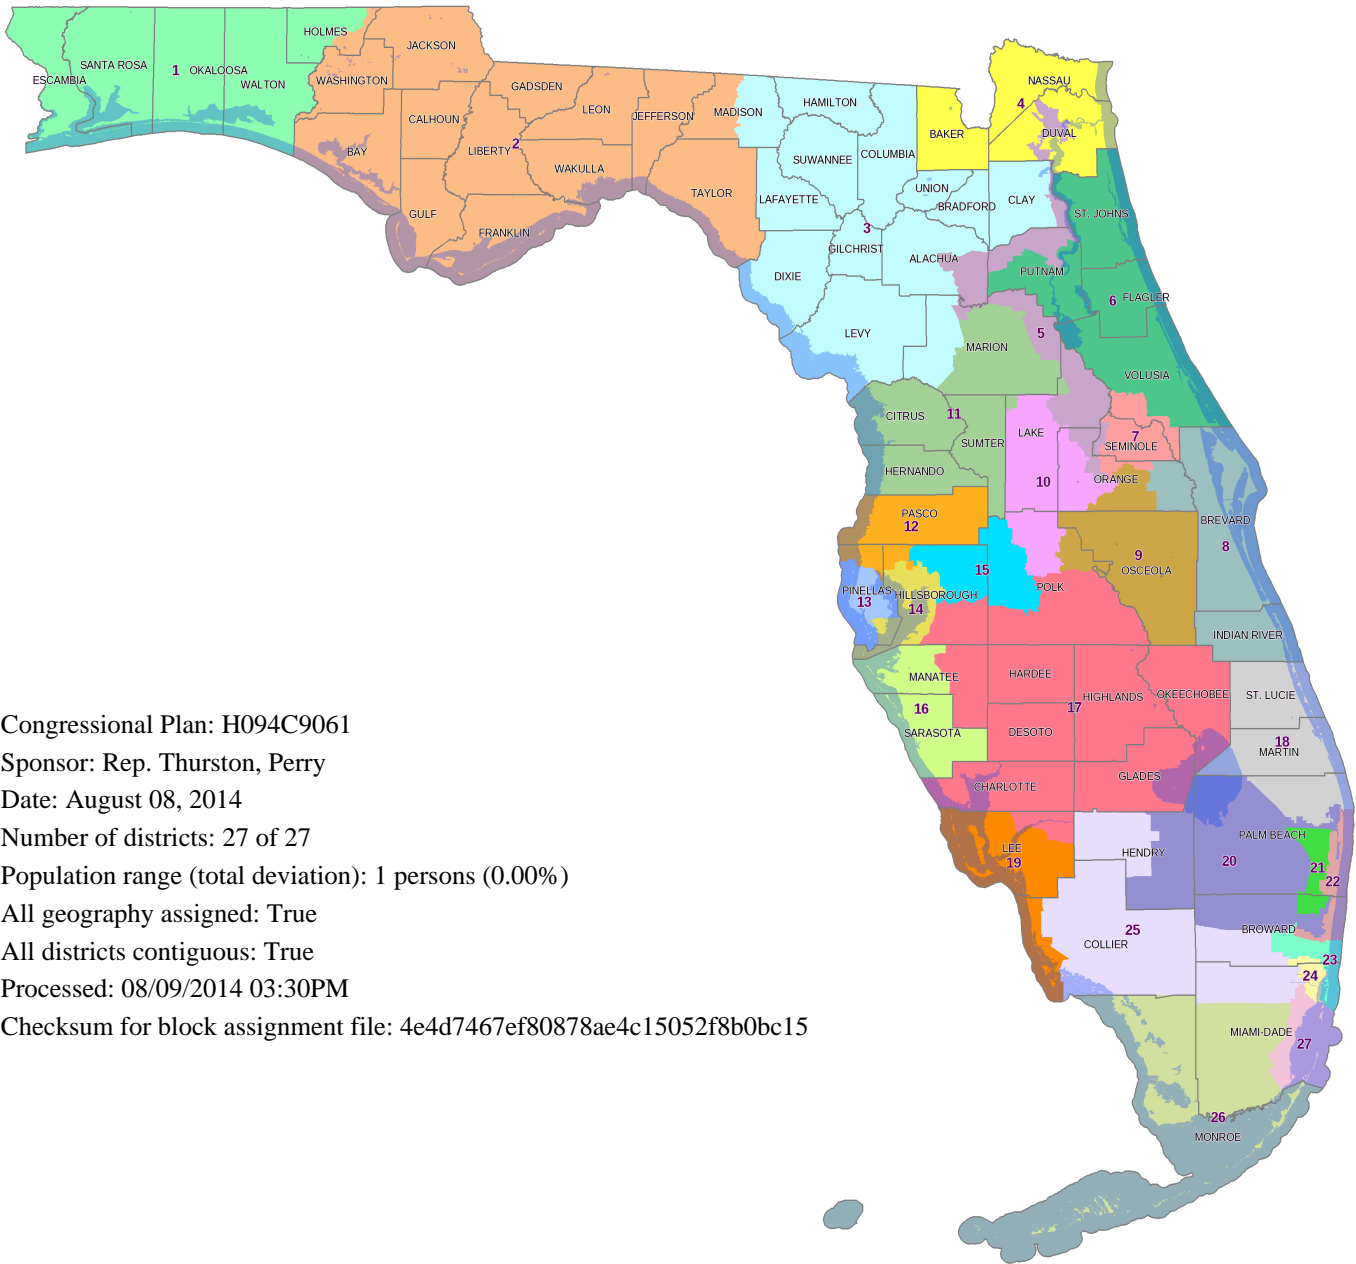 HOLMES
JACKSON
SANTA ROSA
1
OKALOOSA
ESCAMBIA
WALTON
WASHINGTON
GADSDEN
LEON
JEFFERSON
MADISON
HAMILTON
NASSAU
4
CALHOUN
BAKER
DUVAL
BAY
LIBERTY
2
SUWANNEE
COLUMBIA
WAKULLA
TAYLOR
LAFAYETTE
UNION
BRADFORD
CLAY
GULF
FRANKLIN
3
ST. JOHNS
GILCHRIST
ALACHUA
DIXIE
PUTNAM
6
FLAGLER
LEVY
5
MARION
VOLUSIA
CITRUS
11
SUMTER
LAKE
7
SEMINOLE
HERNANDO
10
ORANGE
PASCO
12
BREVARD
8
9
OSCEOLA
15
POLK
PINELLAS
13
HILLSBOROUGH
14
INDIAN RIVER
MANATEE
HARDEE
HIGHLANDS
OKEECHOBEE
ST. LUCIE
16
17
SARASOTA
DESOTO
18
MARTIN
CHARLOTTE
GLADES
PALM BEACH
LEE
19
HENDRY
20
21
22
25
COLLIER
BROWARD
23
24
MIAMI-DADE
27
26
MONROE
Congressional Plan: H094C9061
Sponsor: Rep. Thurston, Perry
Date: August 08, 2014
Number of districts: 27 of 27
Population range (total deviation): 1 persons (0.00%)
All geography assigned: True
All districts contiguous: True
Processed: 08/09/2014 03:30PM
Checksum for block assignment file: 4e4d7467ef80878ae4c15052f8b0bc15